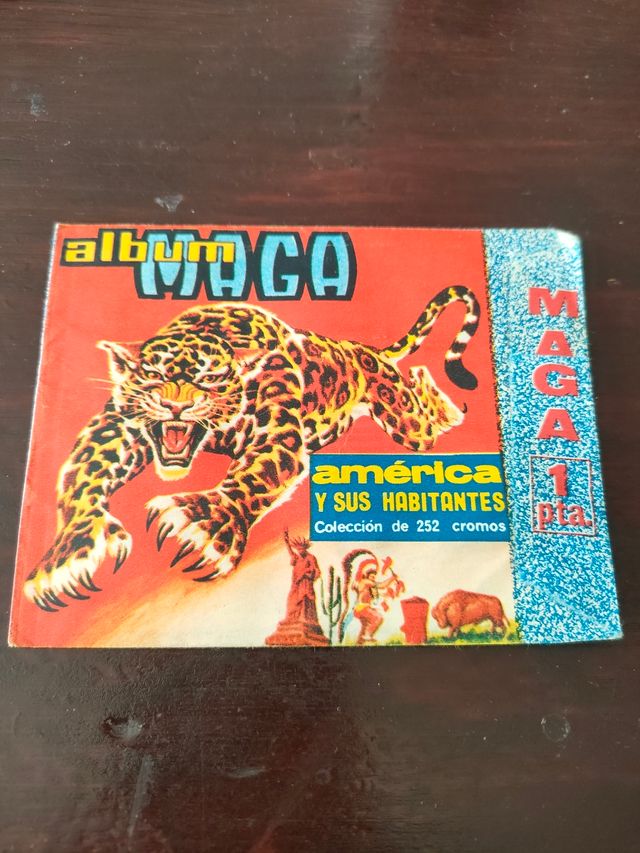 album MAGA
américa
Y SUS HABITANTES
Colección de 252 cromos
MAGA
1
pta.